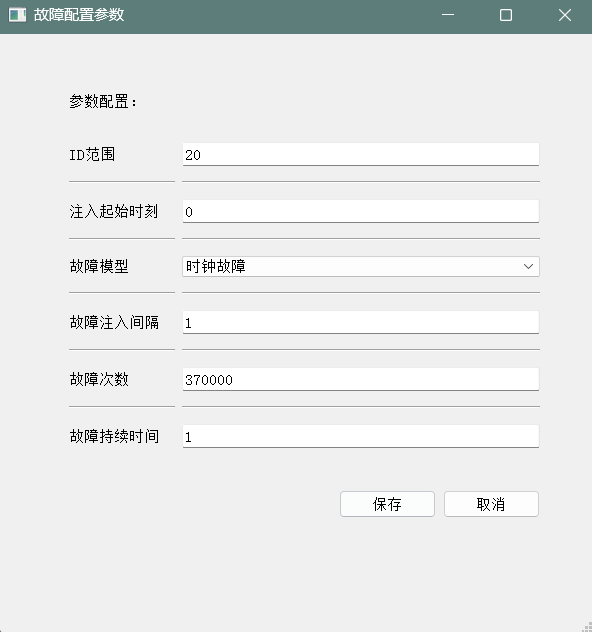 故障配置参数
参数配置：
ID范围 20
注入起始时刻 0
故障模型 时钟故障
故障注入间隔 1
故障次数 370000
故障持续时间 1
保存 取消